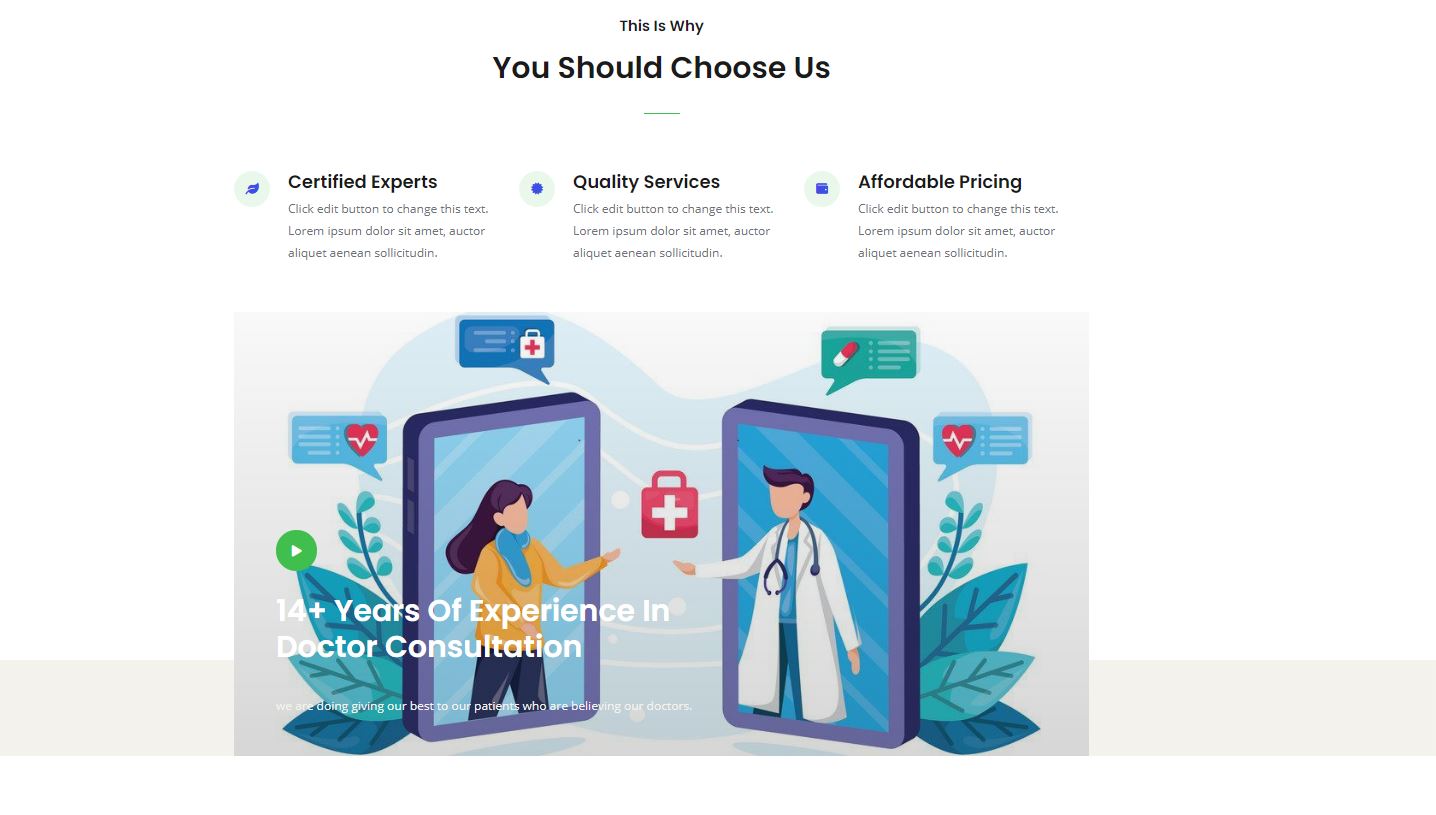 This Is Why
You Should Choose Us
Certified Experts
Click edit button to change this text.
Lorem ipsum dolor sit amet, auctor
aliquet aenean sollicitudin.
Quality Services
Click edit button to change this text.
Lorem ipsum dolor sit amet, auctor
aliquet aenean sollicitudin.
Affordable Pricing
Click edit button to change this text.
Lorem ipsum dolor sit amet, auctor
aliquet aenean sollicitudin.
14+ Years Of Experience In
Doctor Consultation
we are doing giving our best to our patients who are believing our doctors.